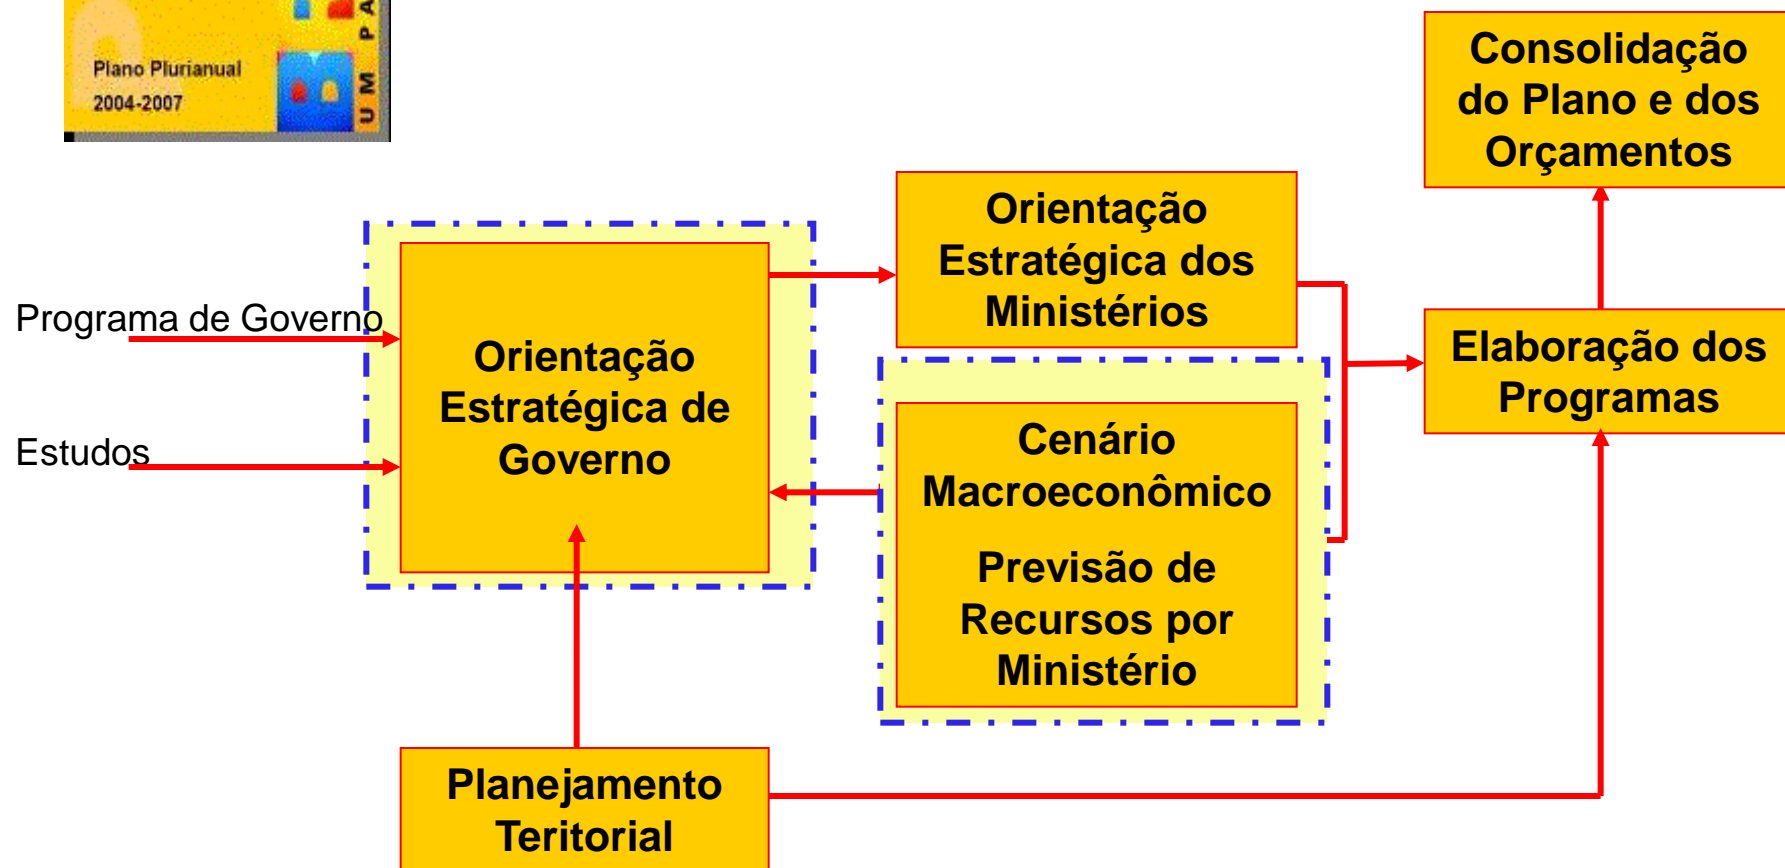 Plano Plurianual
2004-2007
UM PA
Consolidação
do Plano e dos
Orçamentos
Orientação
Estratégica dos
Ministérios
Programa de Governo
Orientação
Estratégica de
Governo
Elaboração dos
Programas
Estudos
Cenário
Macroeconômico
Previsão de
Recursos por
Ministério
Planejamento
Teritorial